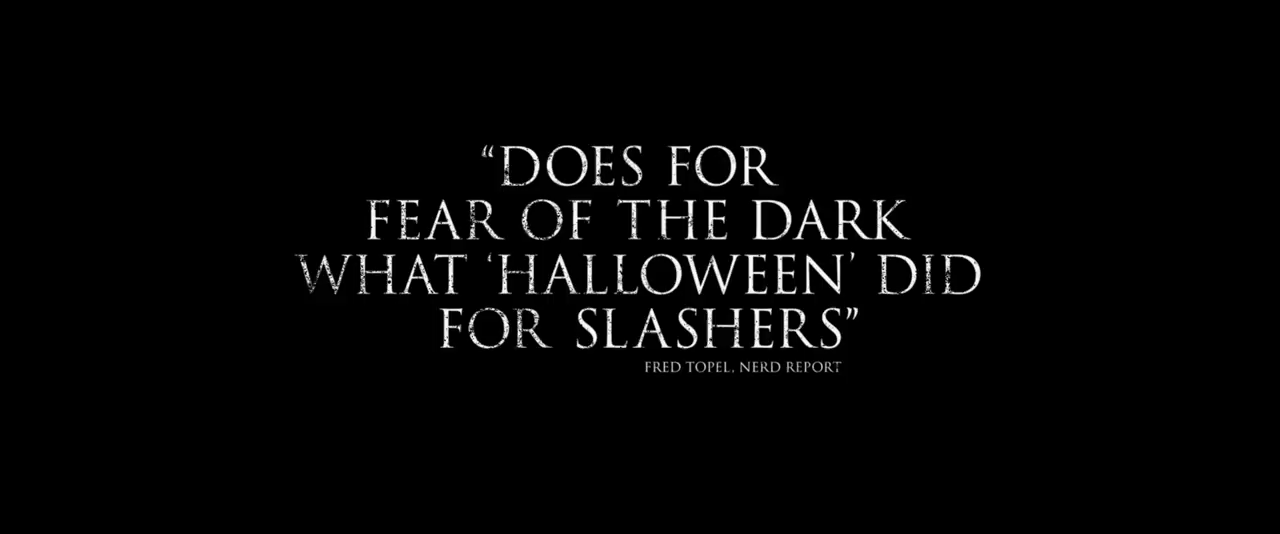 “DOES FOR
FEAR OF THE DARK
WHAT ‘HALLOWEEN’ DID
FOR SLASHERS”
FRED TOPEL, NERD REPORT